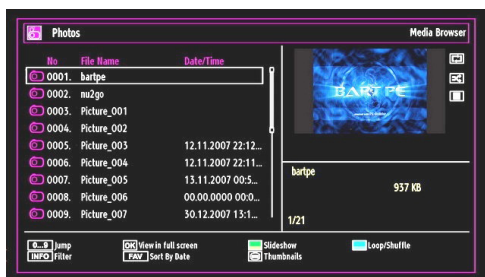 Photos Media Browser
No File Name Date/Time
0001. bartpe
0002. nu2go
0003. Picture_001
0004. Picture_002
0005. Picture_003 12.11.2007 22:12...
0006. Picture_004 12.11.2007 22:11...
0007. Picture_005 13.11.2007 00:5...
0008. Picture_006 00.00.0000 00:0...
0009. Picture_007 30.12.2007 13:1...
BART PE
bartpe
937 KB
1/21
0...9 Jump OK View in full screen Slideshow Loop/Shuffle
INFO Filter FAV Sort By Date Thumbnails